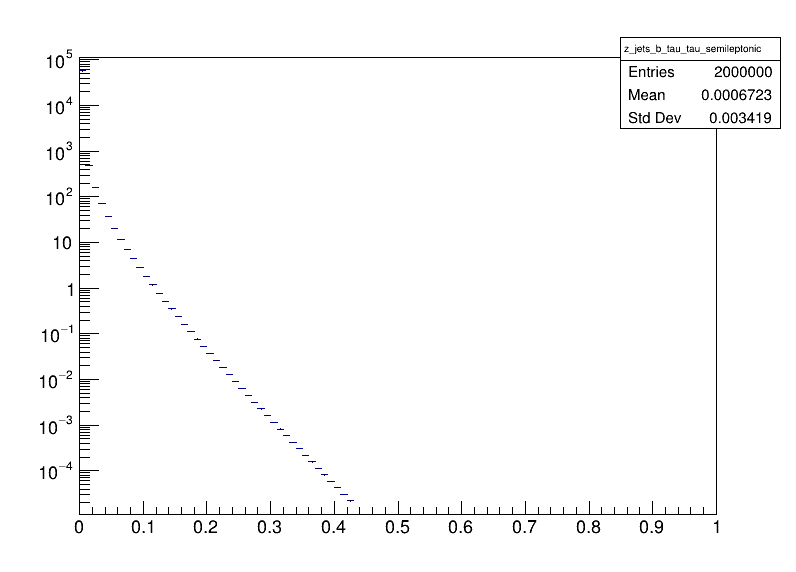 z_jets_b_tau_tau_semileptonic
Entries 2000000
Mean 0.0006723
Std Dev 0.003419
10^5
10^4
10^3
10^2
10
1
10^−1
10^−2
10^−3
10^−4
0 0.1 0.2 0.3 0.4 0.5 0.6 0.7 0.8 0.9 1